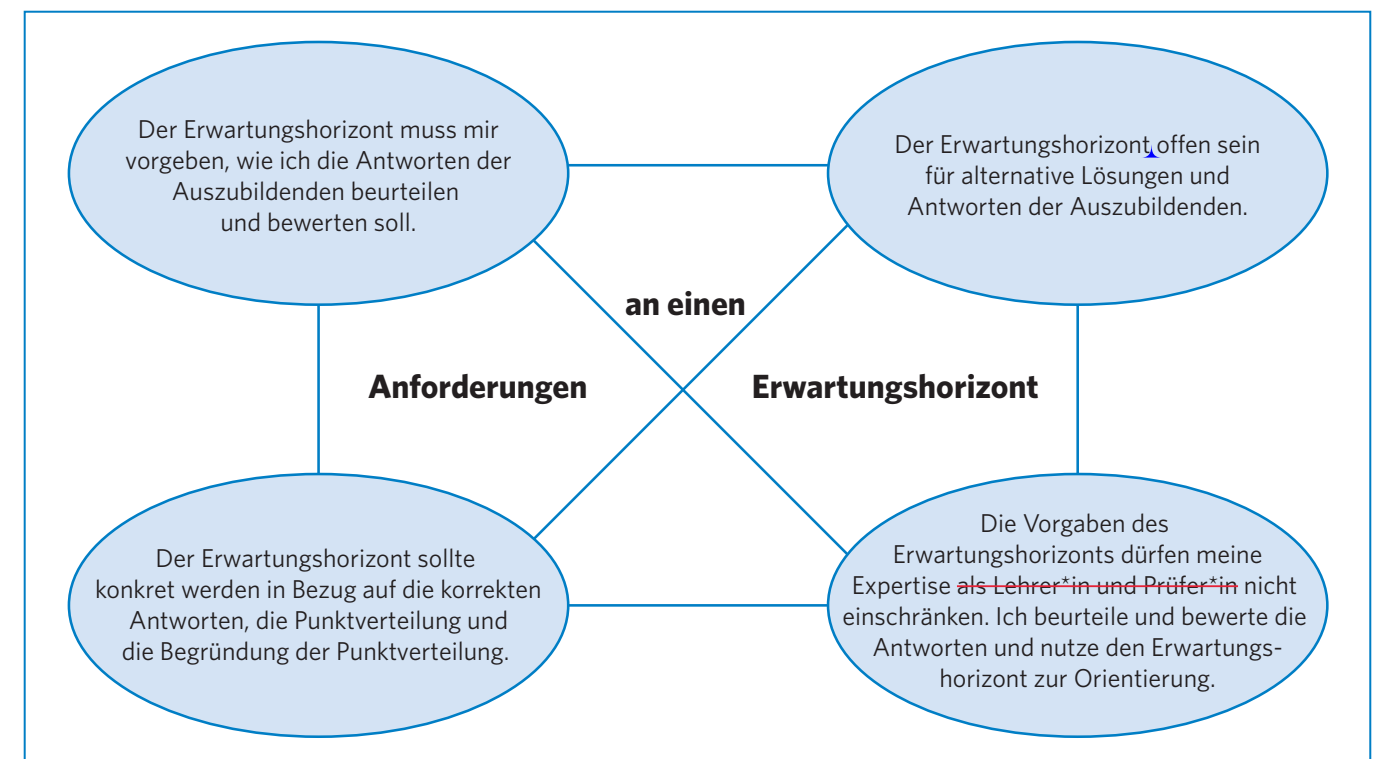 Der Erwartungshorizont muss mir
vorgeben, wie ich die Antworten der
Auszubildenden beurteilen
und bewerten soll.
Der Erwartungshorizont offen sein
für alternative Lösungen und
Antworten der Auszubildenden.
an einen
Anforderungen
Erwartungshorizont
Der Erwartungshorizont sollte
konkret werden in Bezug auf die korrekten
Antworten, die Punktverteilung und
die Begründung der Punktverteilung.
Die Vorgaben des
Erwartungshorizonts dürfen meine
Expertise als Lehrer*in und Prüfer*in nicht
einschränken. Ich beurteile und bewerte die
Antworten und nutze den Erwartungs-
horizont zur Orientierung.